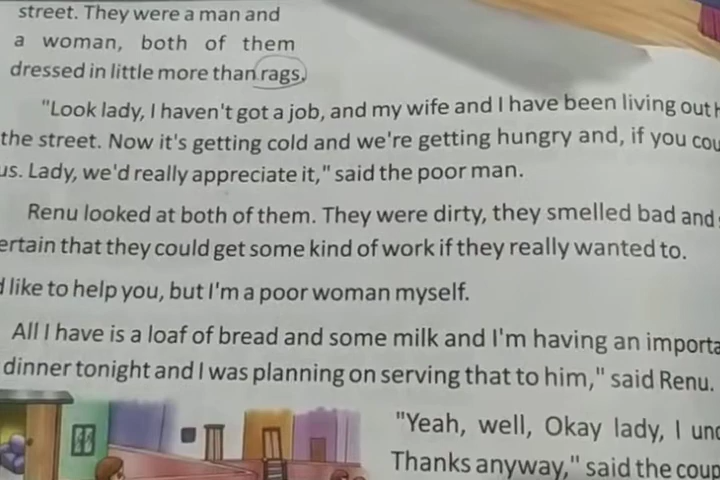 street. They were a man and
a woman, both of them
dressed in little more than rags.
"Look lady, I haven't got a job, and my wife and I have been living out
the street. Now it's getting cold and we're getting hungry and, if you
us. Lady, we'd really appreciate it," said the poor man.
Renu looked at both of them. They were dirty, they smelled bad and
that they could get some kind of work if they really wanted to.
like to help you, but I'm a poor woman myself.
All I have is a loaf of bread and some milk and I'm having an
dinner tonight and I was planning on serving that to him," said Renu.
"Yeah, well, Okay lady, I
Thanks anyway," said the